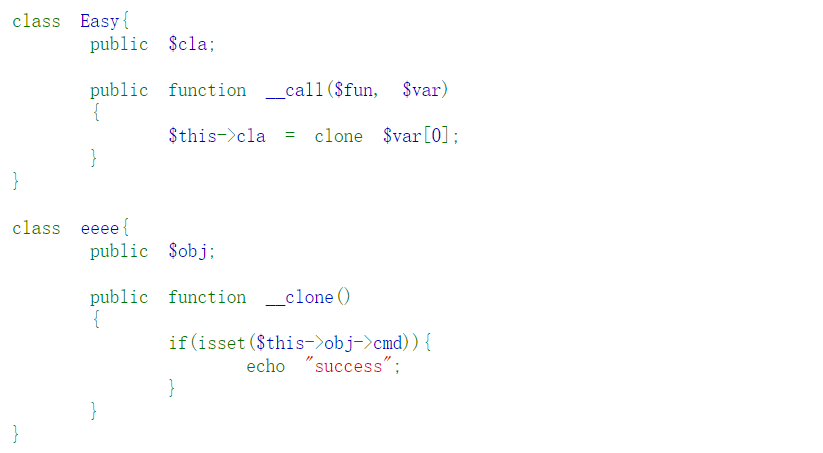 class Easy{
public $cla;
public function __call($fun, $var)
{
$this->cla = clone $var[0];
}
}
class eeee{
public $obj;
public function __clone()
{
if(isset($this->obj->cmd)){
echo "success";
}
}
}